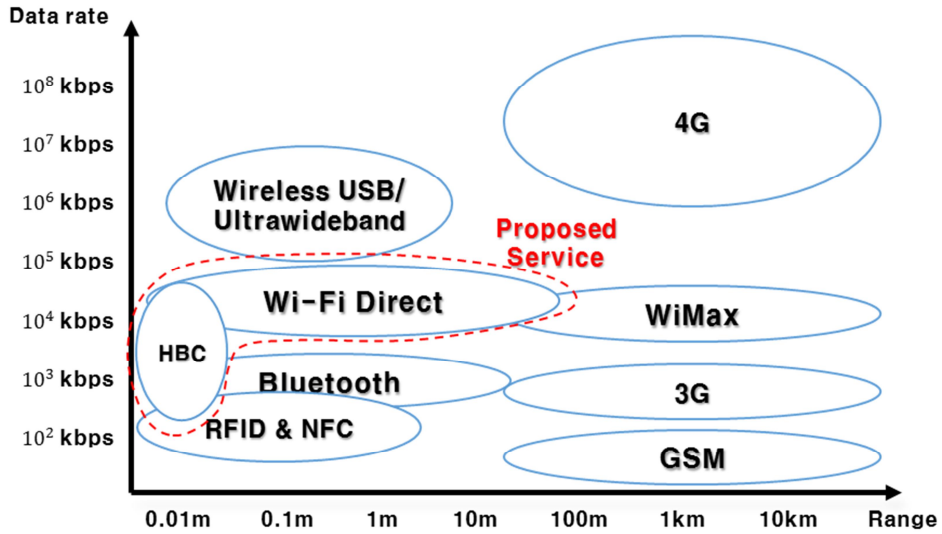 Data rate
10⁸ kbps
10⁷ kbps
10⁶ kbps
10⁵ kbps
10⁴ kbps
10³ kbps
10² kbps
4G
Wireless USB/
Ultrawideband
Proposed
Service
Wi-Fi Direct
WiMax
HBC
Bluetooth
3G
RFID & NFC
GSM
0.01m 0.1m 1m 10m 100m 1km 10km Range